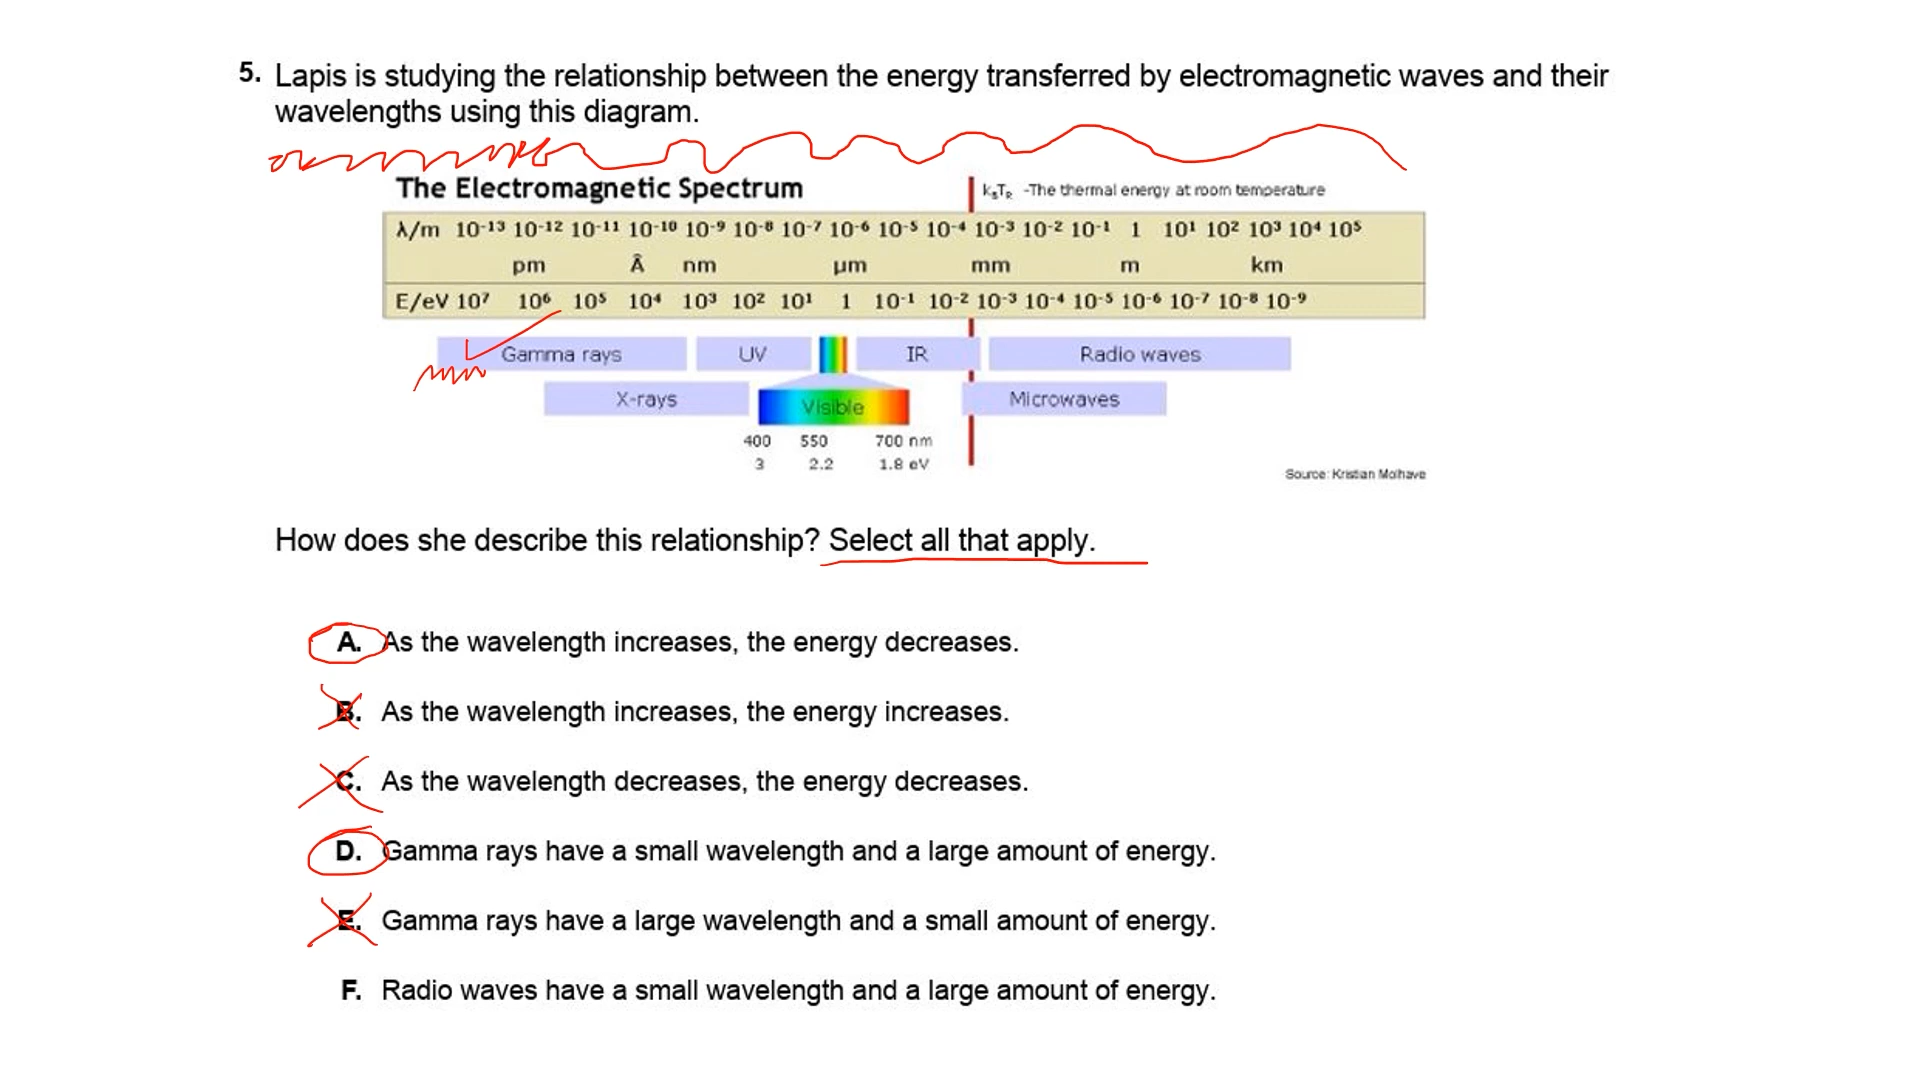 5. Lapis is studying the relationship between the energy transferred by electromagnetic waves and their
wavelengths using this diagram.
The Electromagnetic Spectrum
k_BT_R -The thermal energy at room temperature
λ/m 10⁻¹³ 10⁻¹² 10⁻¹¹ 10⁻¹⁰ 10⁻⁹ 10⁻⁸ 10⁻⁷ 10⁻⁶ 10⁻⁵ 10⁻⁴ 10⁻³ 10⁻² 10⁻¹ 1 10¹ 10² 10³ 10⁴ 10⁵
pm Å nm μm mm m km
E/eV 10⁷ 10⁶ 10⁵ 10⁴ 10³ 10² 10¹ 1 10⁻¹ 10⁻² 10⁻³ 10⁻⁴ 10⁻⁵ 10⁻⁶ 10⁻⁷ 10⁻⁸ 10⁻⁹
Gamma rays UV IR Radio waves
X-rays Visible Microwaves
400 550 700 nm
3 2.2 1.8 eV
Source: Kristian Molhave
How does she describe this relationship? Select all that apply.
A. As the wavelength increases, the energy decreases.
B. As the wavelength increases, the energy increases.
C. As the wavelength decreases, the energy decreases.
D. Gamma rays have a small wavelength and a large amount of energy.
E. Gamma rays have a large wavelength and a small amount of energy.
F. Radio waves have a small wavelength and a large amount of energy.